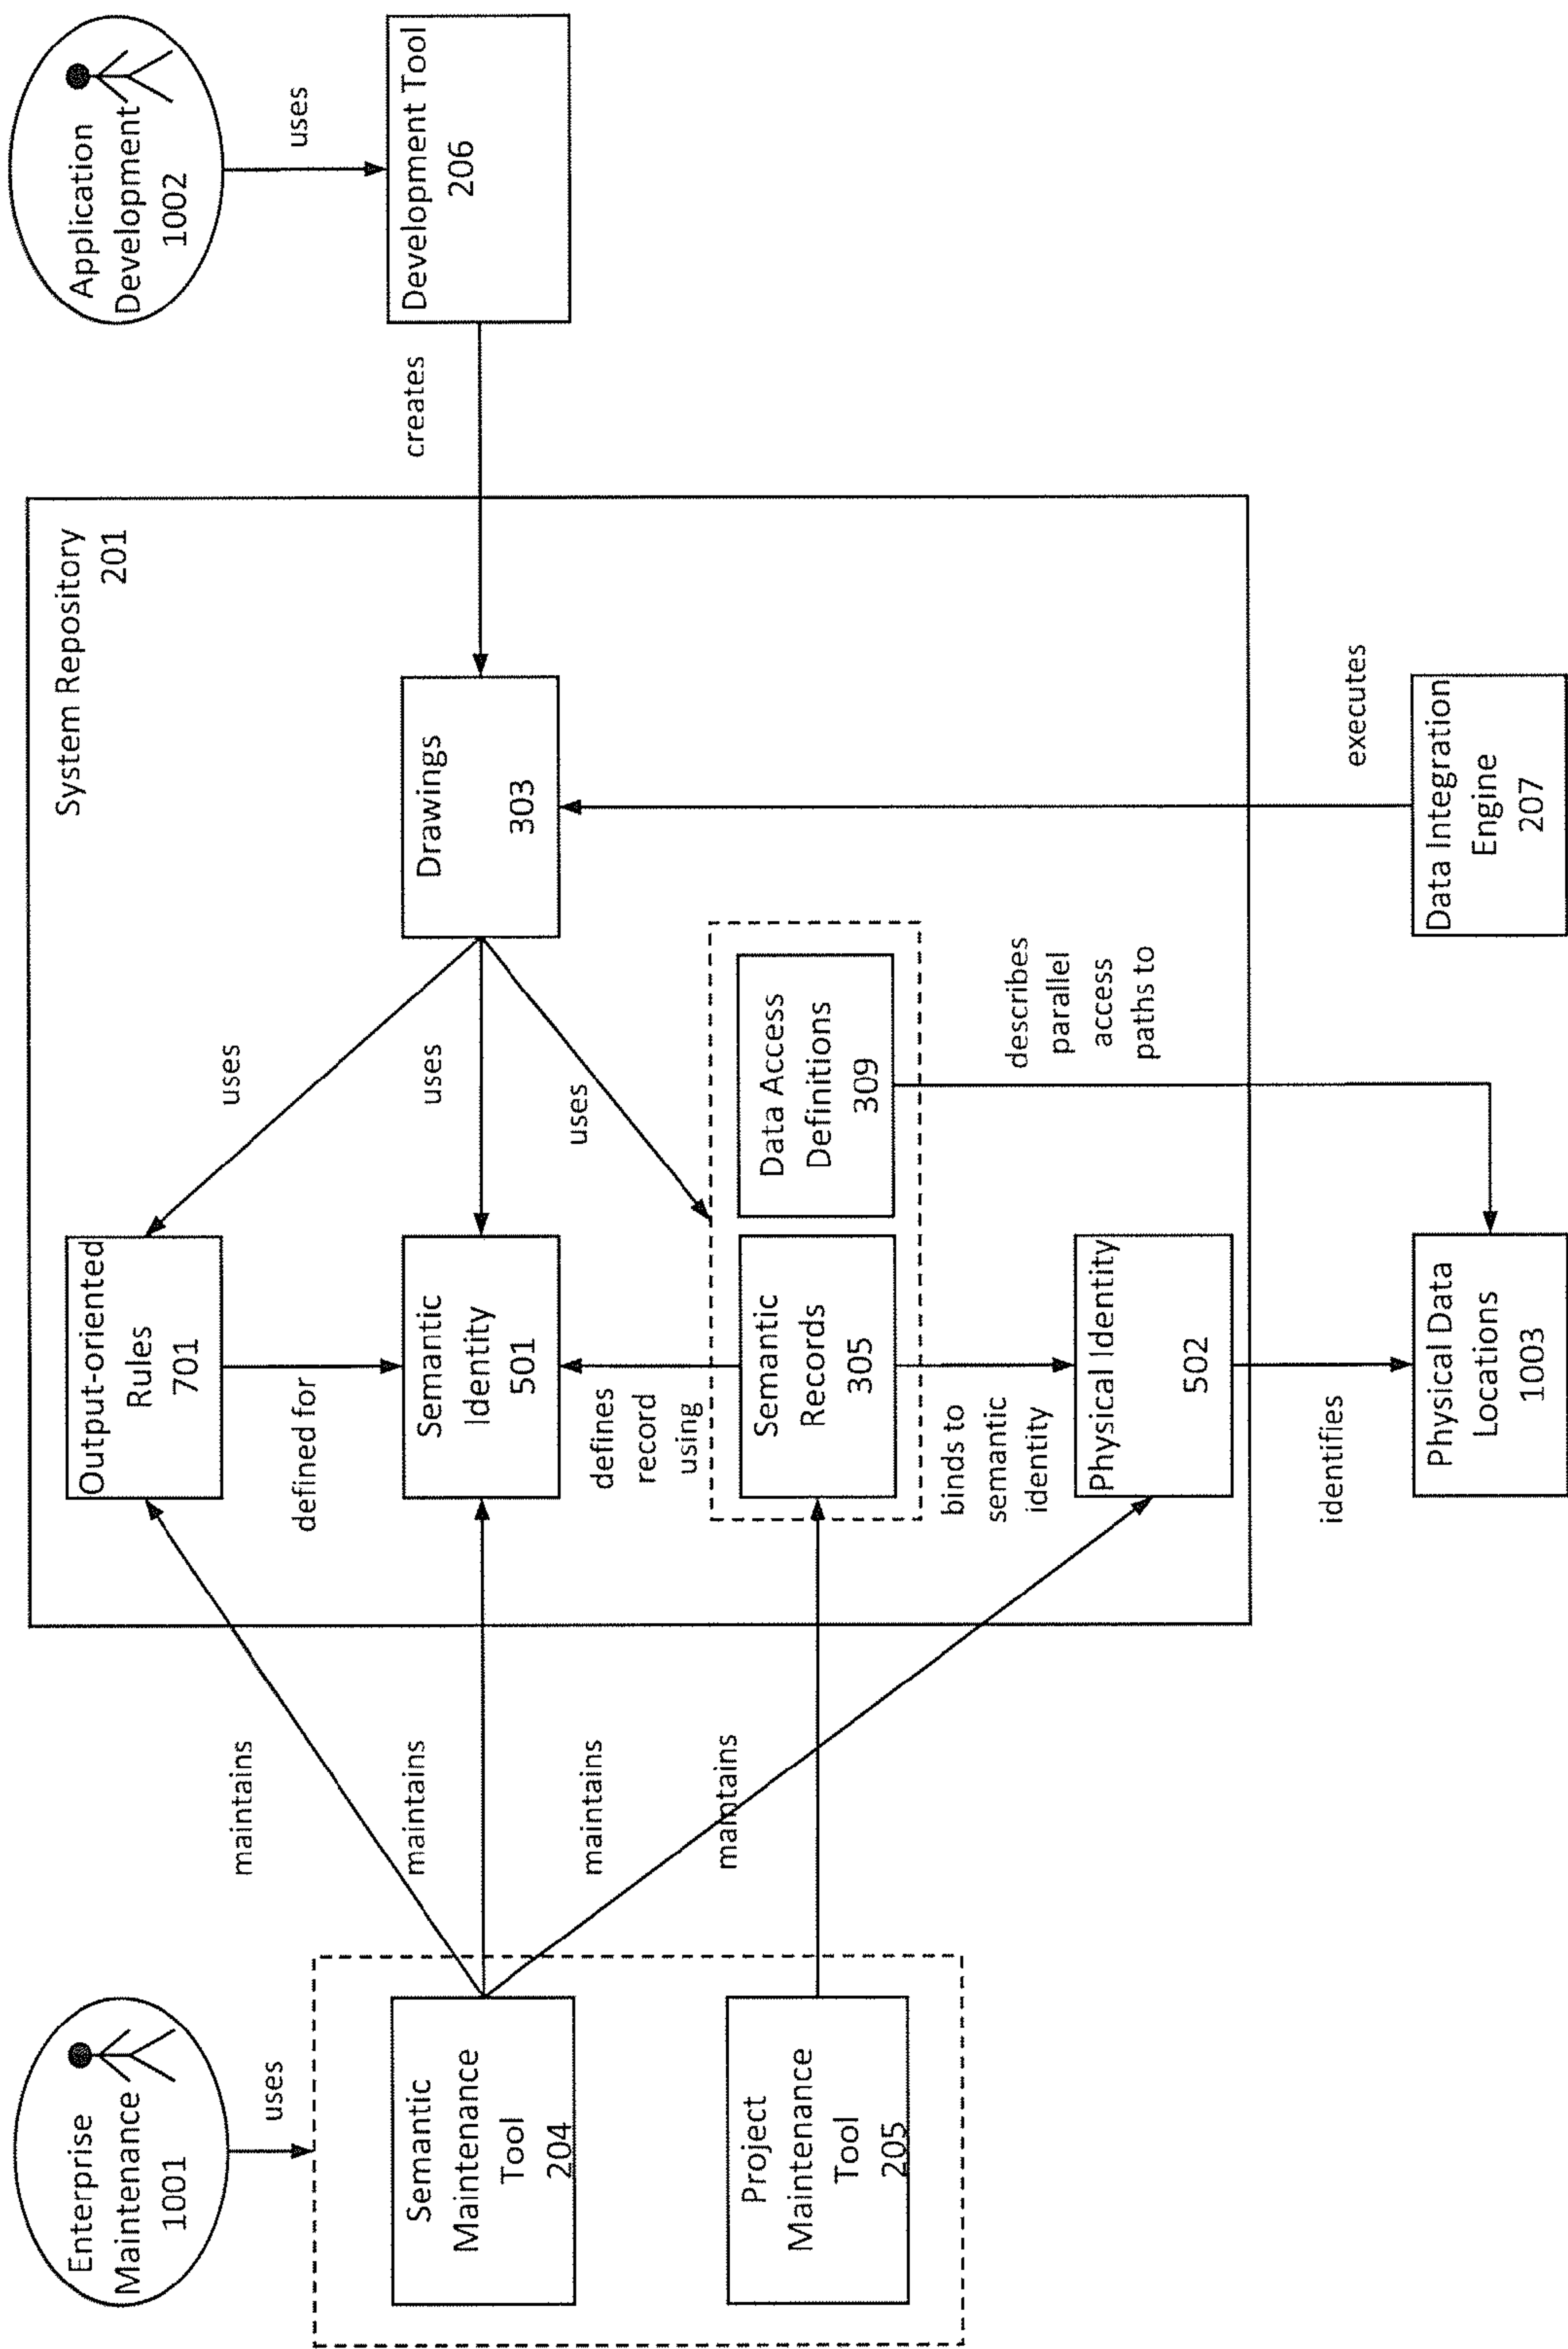 Enterprise
Maintenance
1001
uses
Semantic
Maintenance
Tool
204
Project
Maintenance
Tool
205
maintains
maintains
maintains
maintains
System Repository
201
Output-oriented
Rules
701
defined for
Semantic
Identity
501
defines
record
using
Semantic
Records
305
Data Access
Definitions
309
binds to
semantic
identity
Physical Identity
502
identifies
Physical Data
Locations
1003
describes
parallel
access
paths to
uses
uses
uses
Drawings
303
executes
Data Integration
Engine
207
creates
Application
Development
1002
uses
Development Tool
206